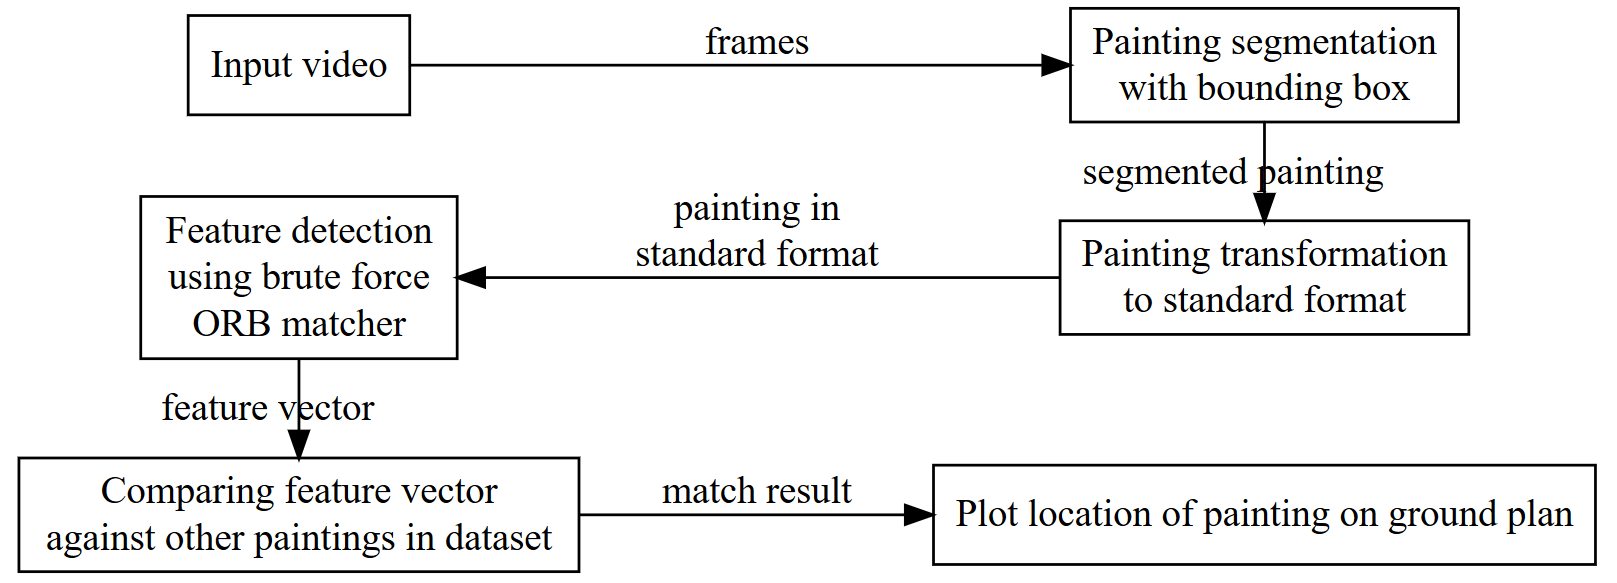 Input video
frames
Painting segmentation
with bounding box
segmented painting
Painting transformation
to standard format
painting in
standard format
Feature detection
using brute force
ORB matcher
feature vector
Comparing feature vector
against other paintings in dataset
match result
Plot location of painting on ground plan